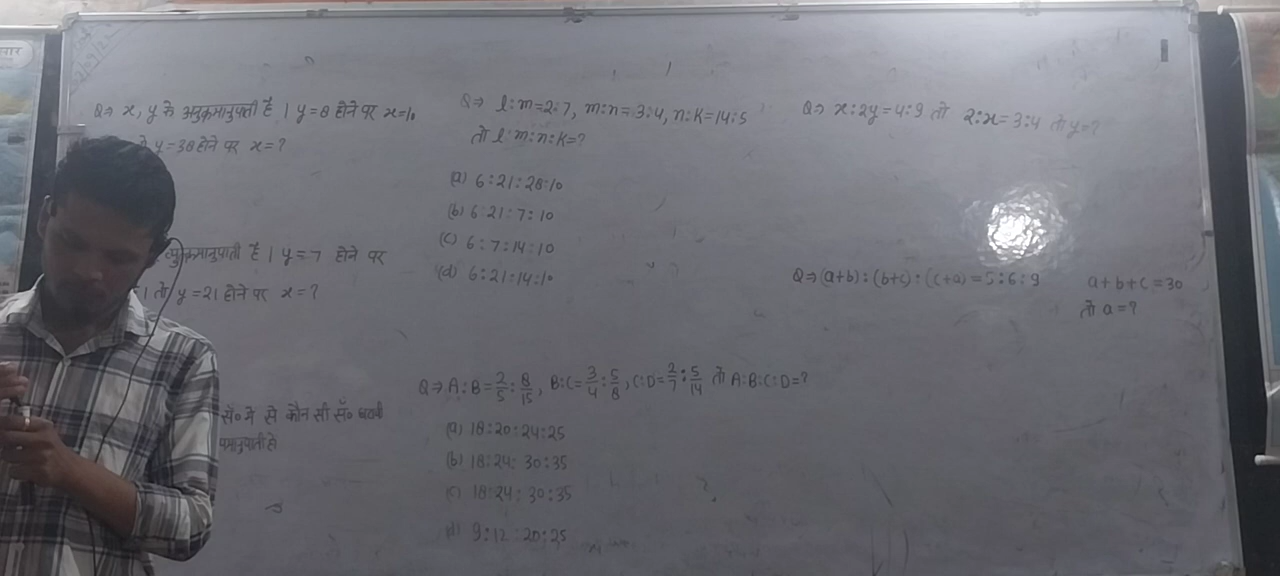 Q⇒ x, y के अनुक्रमानुपाती है । y=8 होने पर x=1,
y=38 होने पर x=?
व्युत्क्रमानुपाती है । y=7 होने पर
1 तो y=21 होने पर x=?
सं० में से कौन सी सं०
मानुपाती हो
Q⇒ l:m=2:7, m:n=3:4, n:K=14:5
तो l:m:n:K=?
(a) 6:21:28:10
(b) 6:21:7:10
(c) 6:7:14:10
(d) 6:21:14:10
Q⇒ A:B=2/5:8/15, B:C=3/4:5/8, C:D=2/7:5/14 तो A:B:C:D=?
(a) 18:20:24:25
(b) 18:24:30:35
(c) 18:24:30:35
(d) 9:12:20:25
Q⇒ x:2y=4:9 तो 2:x=3:4 तो y=?
Q⇒ (a+b):(b+c):(c+a)=5:6:9 a+b+c=30
तो a=?